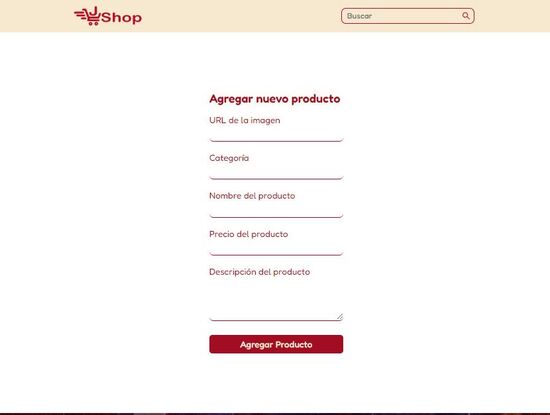 JUShop
Buscar
Agregar nuevo producto
URL de la imagen
Categoría
Nombre del producto
Precio del producto
Descripción del producto
Agregar Producto